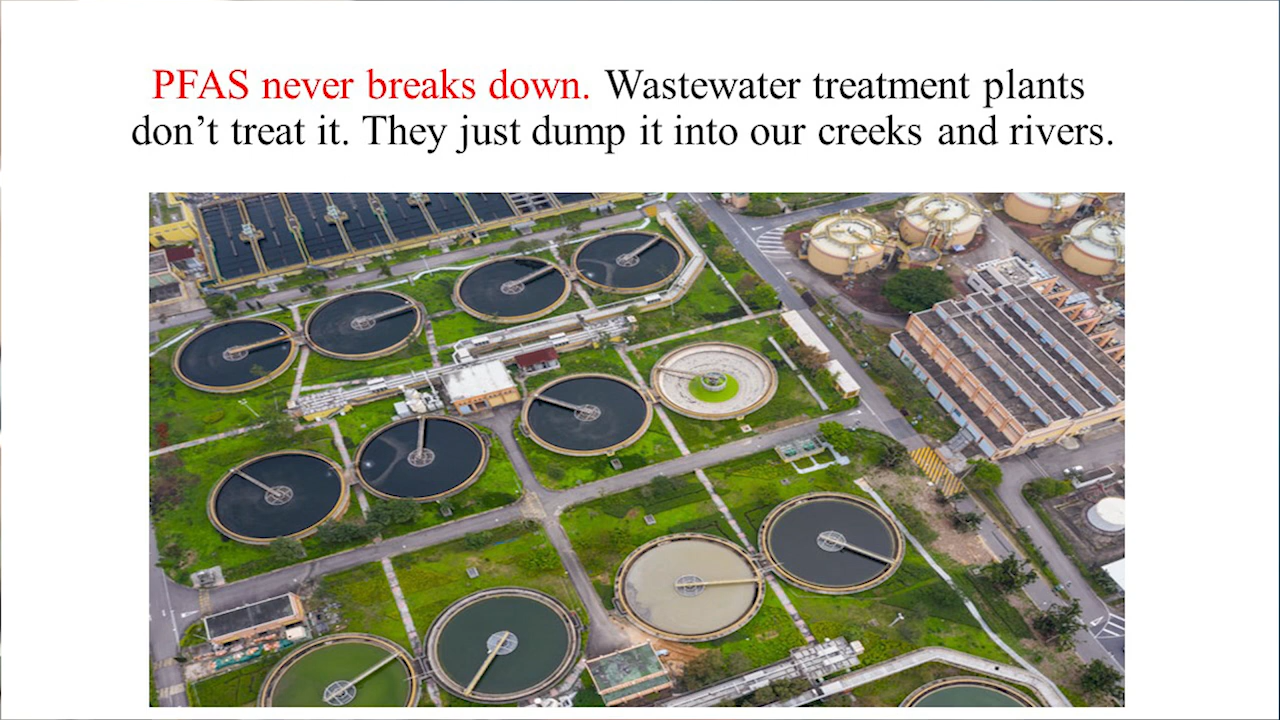 PFAS never breaks down. Wastewater treatment plants
don’t treat it. They just dump it into our creeks and rivers.